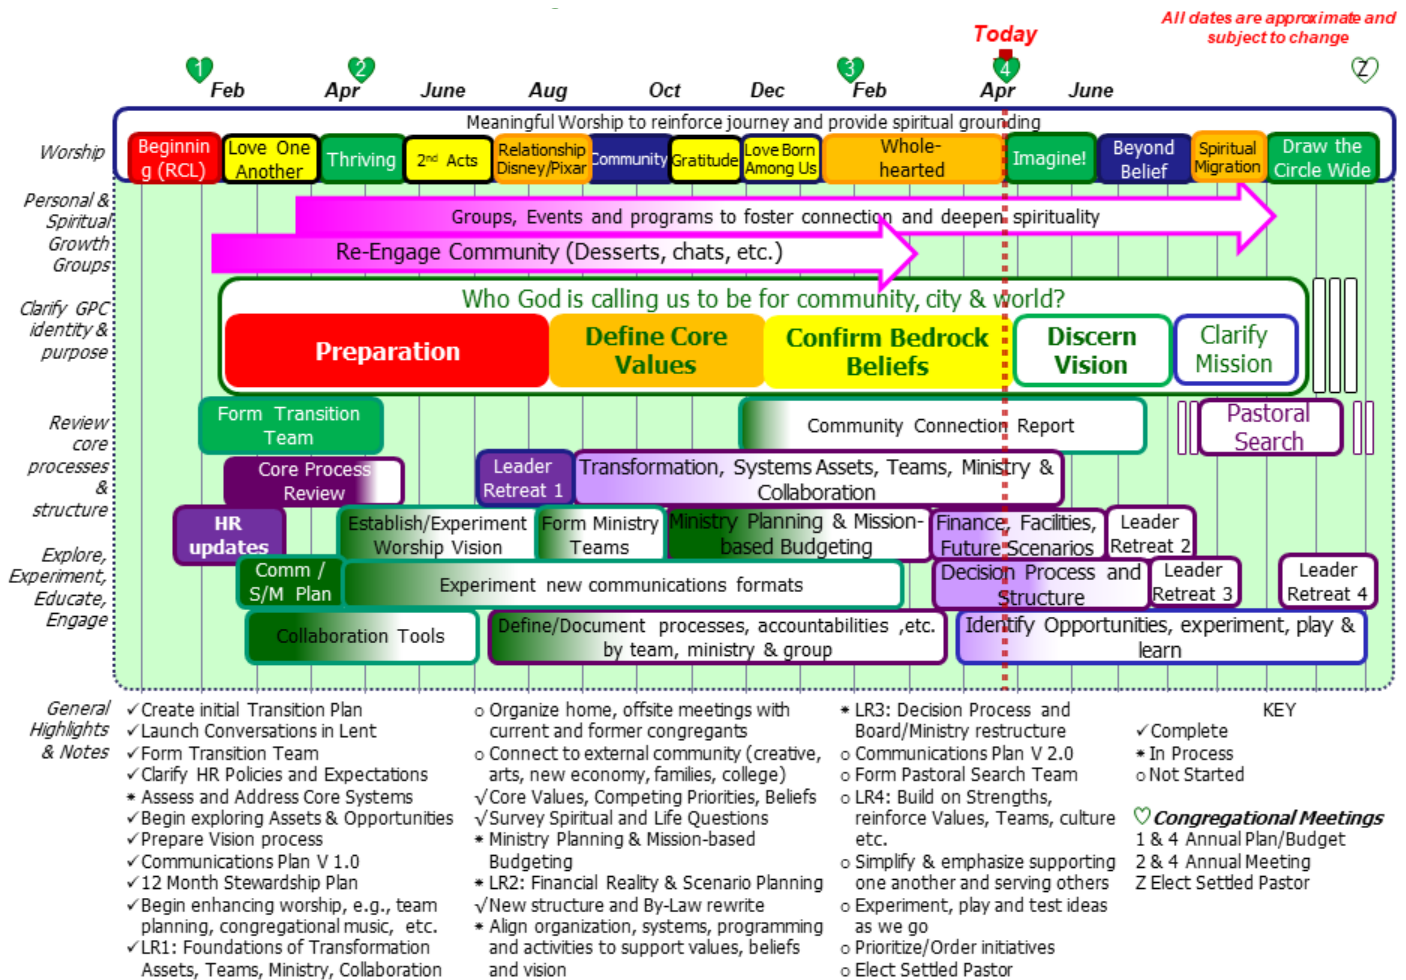 All dates are approximate and
subject to change
Today
1
2
3
4
Z
Feb
Apr
June
Aug
Oct
Dec
Feb
Apr
June
Meaningful Worship to reinforce journey and provide spiritual grounding
Worship
Beginnin
g (RCL)
Love One
Another
Thriving
2nd Acts
Relationship
Disney/Pixar
Community
Gratitude
Love Born
Among Us
Whole-
hearted
Imagine!
Beyond
Belief
Spiritual
Migration
Draw the
Circle Wide
Personal &
Spiritual
Growth
Groups
Groups, Events and programs to foster connection and deepen spirituality
Re-Engage Community (Desserts, chats, etc.)
Clarify GPC
identity &
purpose
Who God is calling us to be for community, city & world?
Preparation
Define Core
Values
Confirm Bedrock
Beliefs
Discern
Vision
Clarify
Mission
Review
core
processes
&
structure
Form Transition
Team
Community Connection Report
Pastoral
Search
Core Process
Review
Leader
Retreat 1
Transformation, Systems Assets, Teams, Ministry &
Collaboration
HR
updates
Establish/Experiment
Worship Vision
Form Ministry
Teams
Ministry Planning & Mission-
based Budgeting
Finance, Facilities,
Future Scenarios
Leader
Retreat 2
Explore,
Experiment,
Educate,
Engage
Comm /
S/M Plan
Experiment new communications formats
Decision Process and
Structure
Leader
Retreat 3
Leader
Retreat 4
Collaboration Tools
Define/Document processes, accountabilities ,etc.
by team, ministry & group
Identify Opportunities, experiment, play &
learn
General
Highlights
& Notes
✓Create initial Transition Plan
✓Launch Conversations in Lent
✓Form Transition Team
✓Clarify HR Policies and Expectations
* Assess and Address Core Systems
✓Begin exploring Assets & Opportunities
✓Prepare Vision process
✓Communications Plan V 1.0
✓12 Month Stewardship Plan
✓Begin enhancing worship, e.g., team
planning, congregational music, etc.
✓LR1: Foundations of Transformation
Assets, Teams, Ministry, Collaboration
o Organize home, offsite meetings with
current and former congregants
o Connect to external community (creative,
arts, new economy, families, college)
√Core Values, Competing Priorities, Beliefs
√Survey Spiritual and Life Questions
* Ministry Planning & Mission-based
Budgeting
* LR2: Financial Reality & Scenario Planning
√New structure and By-Law rewrite
* Align organization, systems, programming
and activities to support values, beliefs
and vision
* LR3: Decision Process and
Board/Ministry restructure
o Communications Plan V 2.0
o Form Pastoral Search Team
o LR4: Build on Strengths,
reinforce Values, Teams, culture
etc.
o Simplify & emphasize supporting
one another and serving others
o Experiment, play and test ideas
as we go
o Prioritize/Order initiatives
o Elect Settled Pastor
KEY
✓Complete
* In Process
o Not Started
♡Congregational Meetings
1 & 4 Annual Plan/Budget
2 & 4 Annual Meeting
Z Elect Settled Pastor